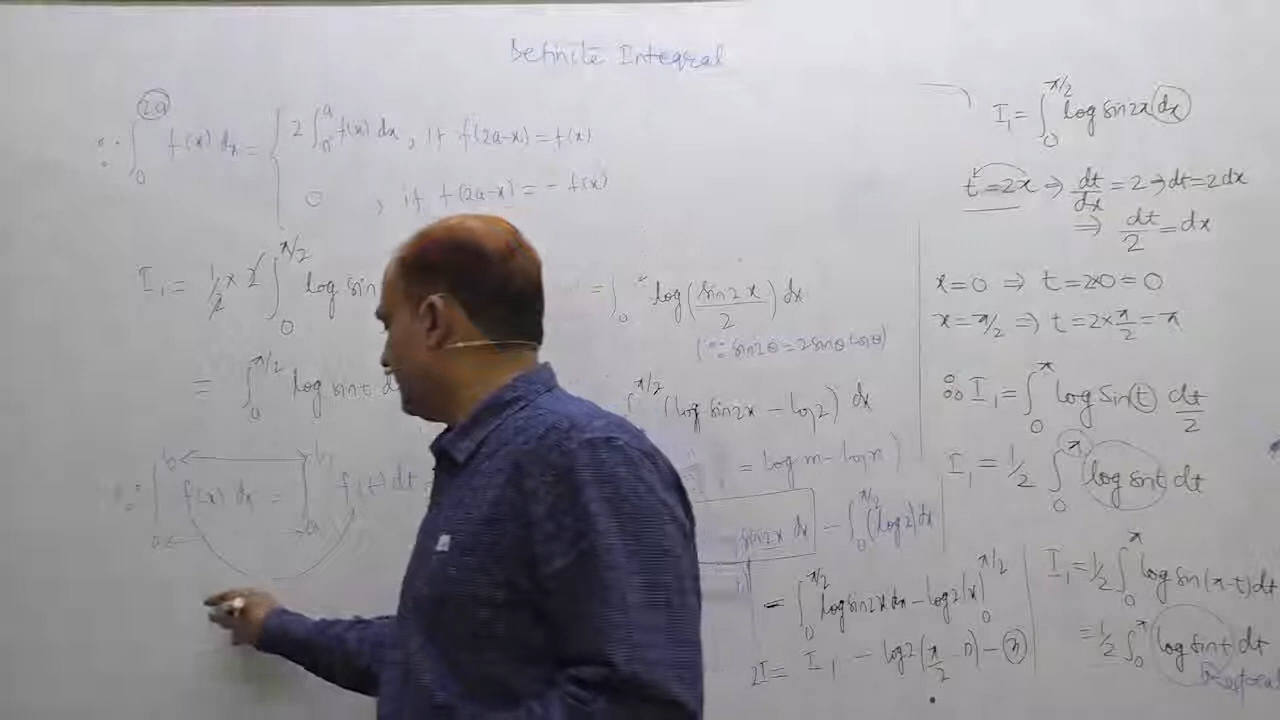 Definite Integral
∵ ∫₀^{2a} f(x) dx = { 2∫₀^a f(x) dx, if f(2a-x) = f(x)
0, if f(2a-x) = - f(x)
I₁ = 1/2 × 2 ∫₀^{π/2} log sin
= ∫₀^{π/2} log sint d
∵ ∫ₐ^b f(x) dx = ∫ₐ^b f(t) dt
= ∫₀ log(sin2x/2) dx
(∵ sin2θ = 2sinθ cosθ)
∫^{π/2} (log sin2x - log2) dx
= log m - log n)
sin2x dx - ∫₀^{π/2} (log2) dx
= ∫₀^{π/2} log sin2x dx - log2 [x]₀^{π/2}
2I = I₁ - log2 (π/2 - 0) -
I₁ = ∫₀^{π/2} log sin2x dx
t = 2x ⇒ dt/dx = 2 ⇒ dt = 2dx
⇒ dt/2 = dx
x = 0 ⇒ t = 2×0 = 0
x = π/2 ⇒ t = 2×π/2 = π
∴ I₁ = ∫₀^π log sin t dt/2
I₁ = 1/2 ∫₀^π log sint dt
I₁ = 1/2 ∫₀^π log sin(π-t) dt
= 1/2 ∫₀^π log sint dt